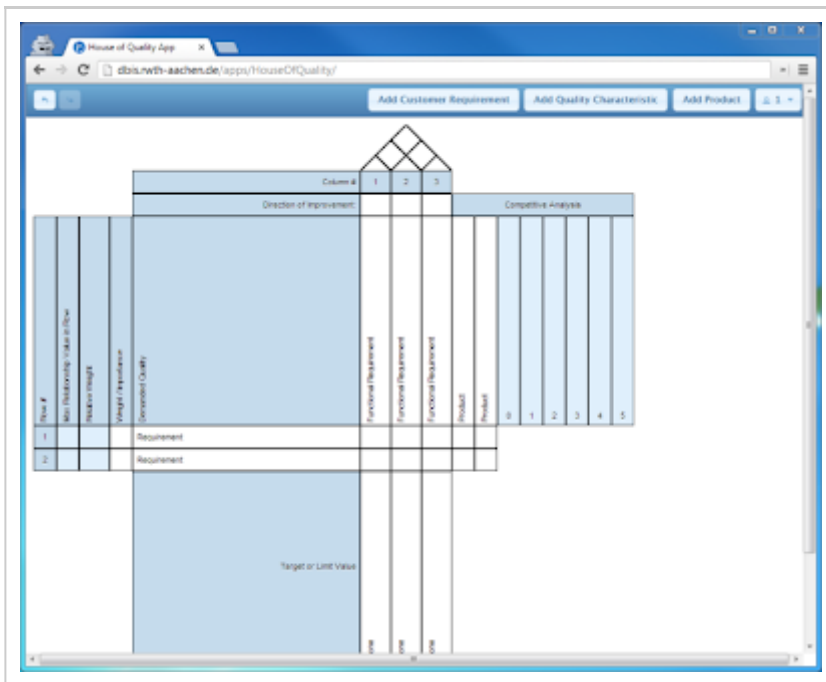 House of Quality App
dbis.rwth-aachen.de/apps/HouseOfQuality/
Add Customer Requirement Add Quality Characteristic Add Product 1
Column # 1 2 3
Direction of Improvement Competitive Analysis
Row #
Max Relationship Value in Row
Relative Weight
Weight / Importance
Demanded Quality
Functional Requirement
Functional Requirement
Functional Requirement
Product
Product
0 1 2 3 4 5
1 Requirement
2 Requirement
Target or Limit Value